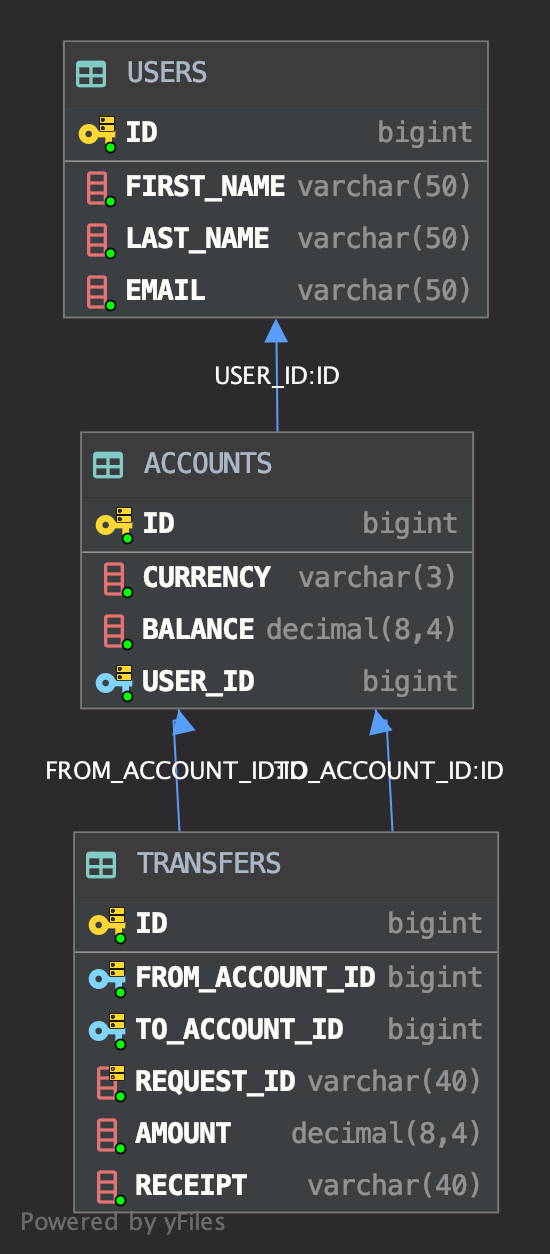 USERS
ID bigint
FIRST_NAME varchar(50)
LAST_NAME varchar(50)
EMAIL varchar(50)
USER_ID:ID
ACCOUNTS
ID bigint
CURRENCY varchar(3)
BALANCE decimal(8,4)
USER_ID bigint
FROM_ACCOUNT_ID:ID TO_ACCOUNT_ID:ID
TRANSFERS
ID bigint
FROM_ACCOUNT_ID bigint
TO_ACCOUNT_ID bigint
REQUEST_ID varchar(40)
AMOUNT decimal(8,4)
RECEIPT varchar(40)
Powered by yFiles